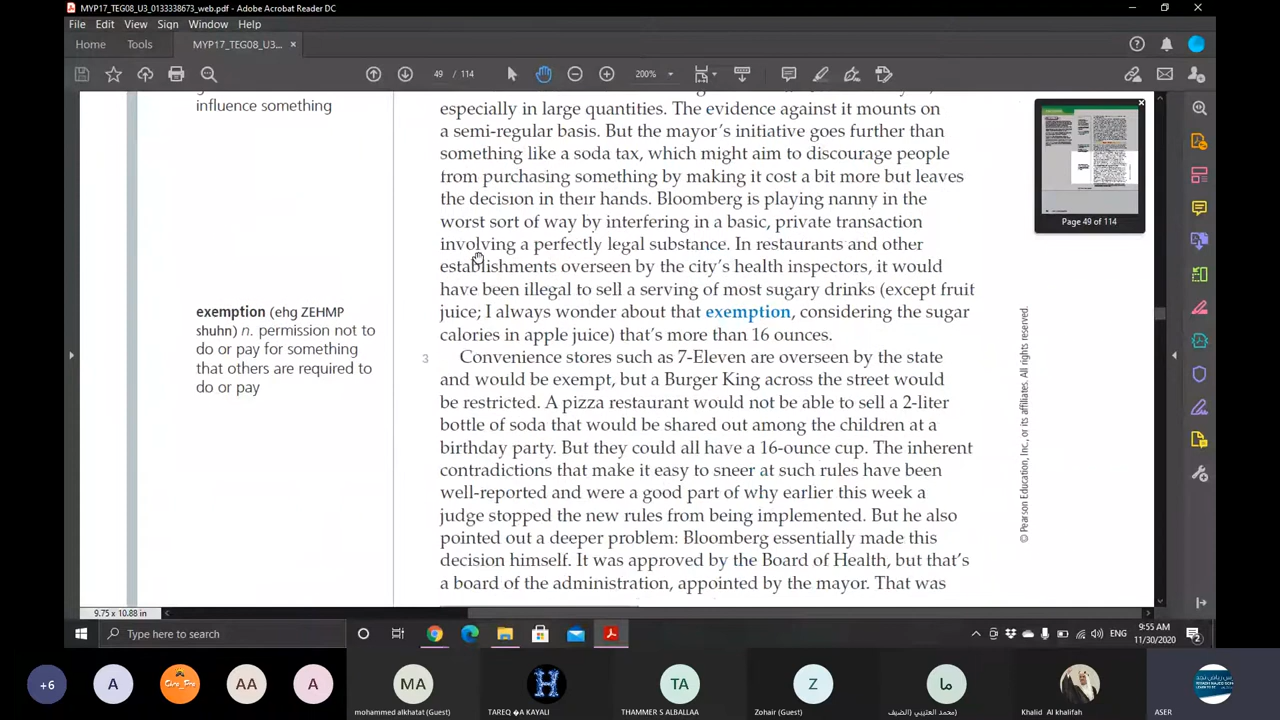 MYP17_TEG08_U3_0133338673_web.pdf - Adobe Acrobat Reader DC
File Edit View Sign Window Help
Home Tools MYP17_TEG08_U3... ×
49 / 114 200%
influence something
especially in large quantities. The evidence against it mounts on
a semi-regular basis. But the mayor's initiative goes further than
something like a soda tax, which might aim to discourage people
from purchasing something by making it cost a bit more but leaves
the decision in their hands. Bloomberg is playing nanny in the
worst sort of way by interfering in a basic, private transaction
involving a perfectly legal substance. In restaurants and other
establishments overseen by the city's health inspectors, it would
have been illegal to sell a serving of most sugary drinks (except fruit
juice; I always wonder about that exemption, considering the sugar
calories in apple juice) that's more than 16 ounces.
exemption (ehg ZEHMP
shuhn) n. permission not to
do or pay for something
that others are required to
do or pay
3 Convenience stores such as 7-Eleven are overseen by the state
and would be exempt, but a Burger King across the street would
be restricted. A pizza restaurant would not be able to sell a 2-liter
bottle of soda that would be shared out among the children at a
birthday party. But they could all have a 16-ounce cup. The inherent
contradictions that make it easy to sneer at such rules have been
well-reported and were a good part of why earlier this week a
judge stopped the new rules from being implemented. But he also
pointed out a deeper problem: Bloomberg essentially made this
decision himself. It was approved by the Board of Health, but that's
a board of the administration, appointed by the mayor. That was
© Pearson Education, Inc., or its affiliates. All rights reserved.
Page 49 of 114
9.75 x 10.88 in
Type here to search
ENG
9:55 AM
11/30/2020
2
+6 A AA A MA H TA Z ما
mohammed alkhatat (Guest)
TAREQ �A KAYALI
THAMMER S ALBALLAA
Zohair (Guest)
محمد العتيبي (الضيف)
Khalid Al khalifah
ASER